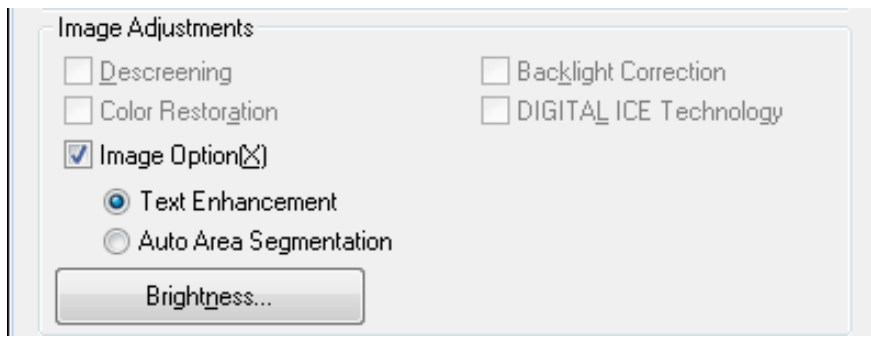 Image Adjustments
Descreening
Backlight Correction
Color Restoration
DIGITAL ICE Technology
Image Option(X)
Text Enhancement
Auto Area Segmentation
Brightness...